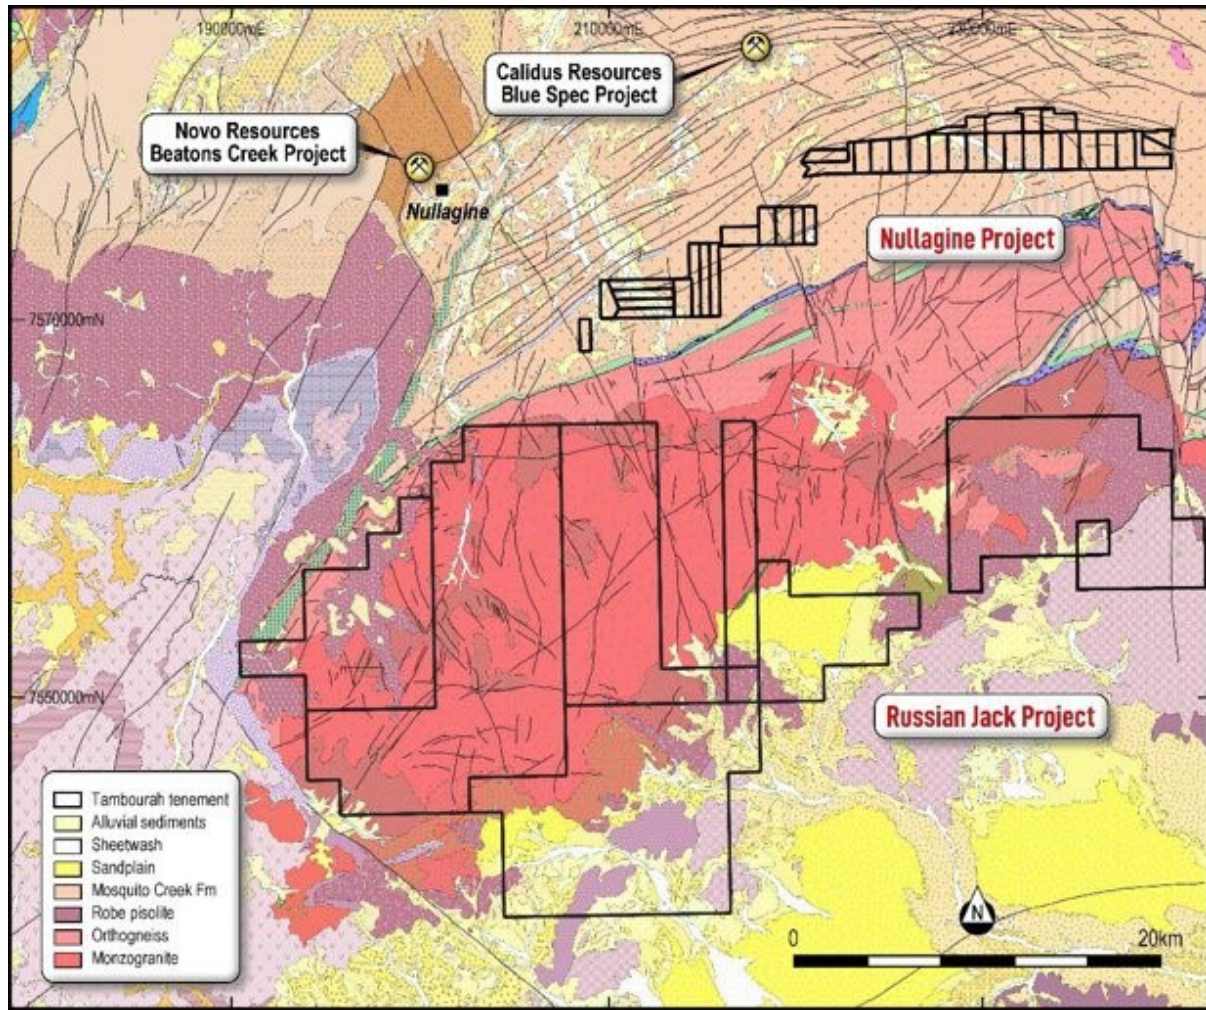 190000mE
210000mE
Calidus Resources
Blue Spec Project
Novo Resources
Beatons Creek Project
Nullagine
Nullagine Project
7570000mN
7550000mN
Russian Jack Project
Tambourah tenement
Alluvial sediments
Sheetwash
Sandplain
Mosquito Creek Fm
Robe pisolite
Orthogneiss
Monzogranite
N
0
20km